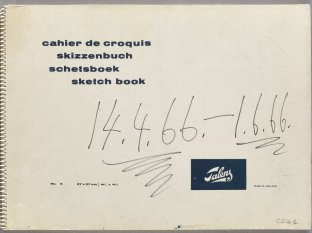 cahier de croquis
skizzenbuch
schetsboek
sketch book
14.4.66. - 1.6.66.
Talens